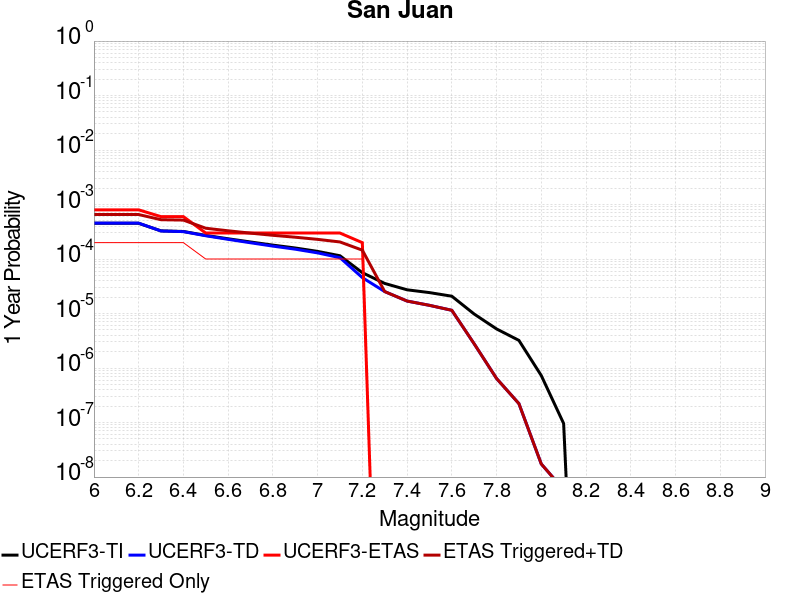 San Juan
10^0
10^-1
10^-2
10^-3
10^-4
10^-5
10^-6
10^-7
10^-8
1 Year Probability
6 6.2 6.4 6.6 6.8 7 7.2 7.4 7.6 7.8 8 8.2 8.4 8.6 8.8 9
Magnitude
UCERF3-TI UCERF3-TD UCERF3-ETAS ETAS Triggered+TD
ETAS Triggered Only